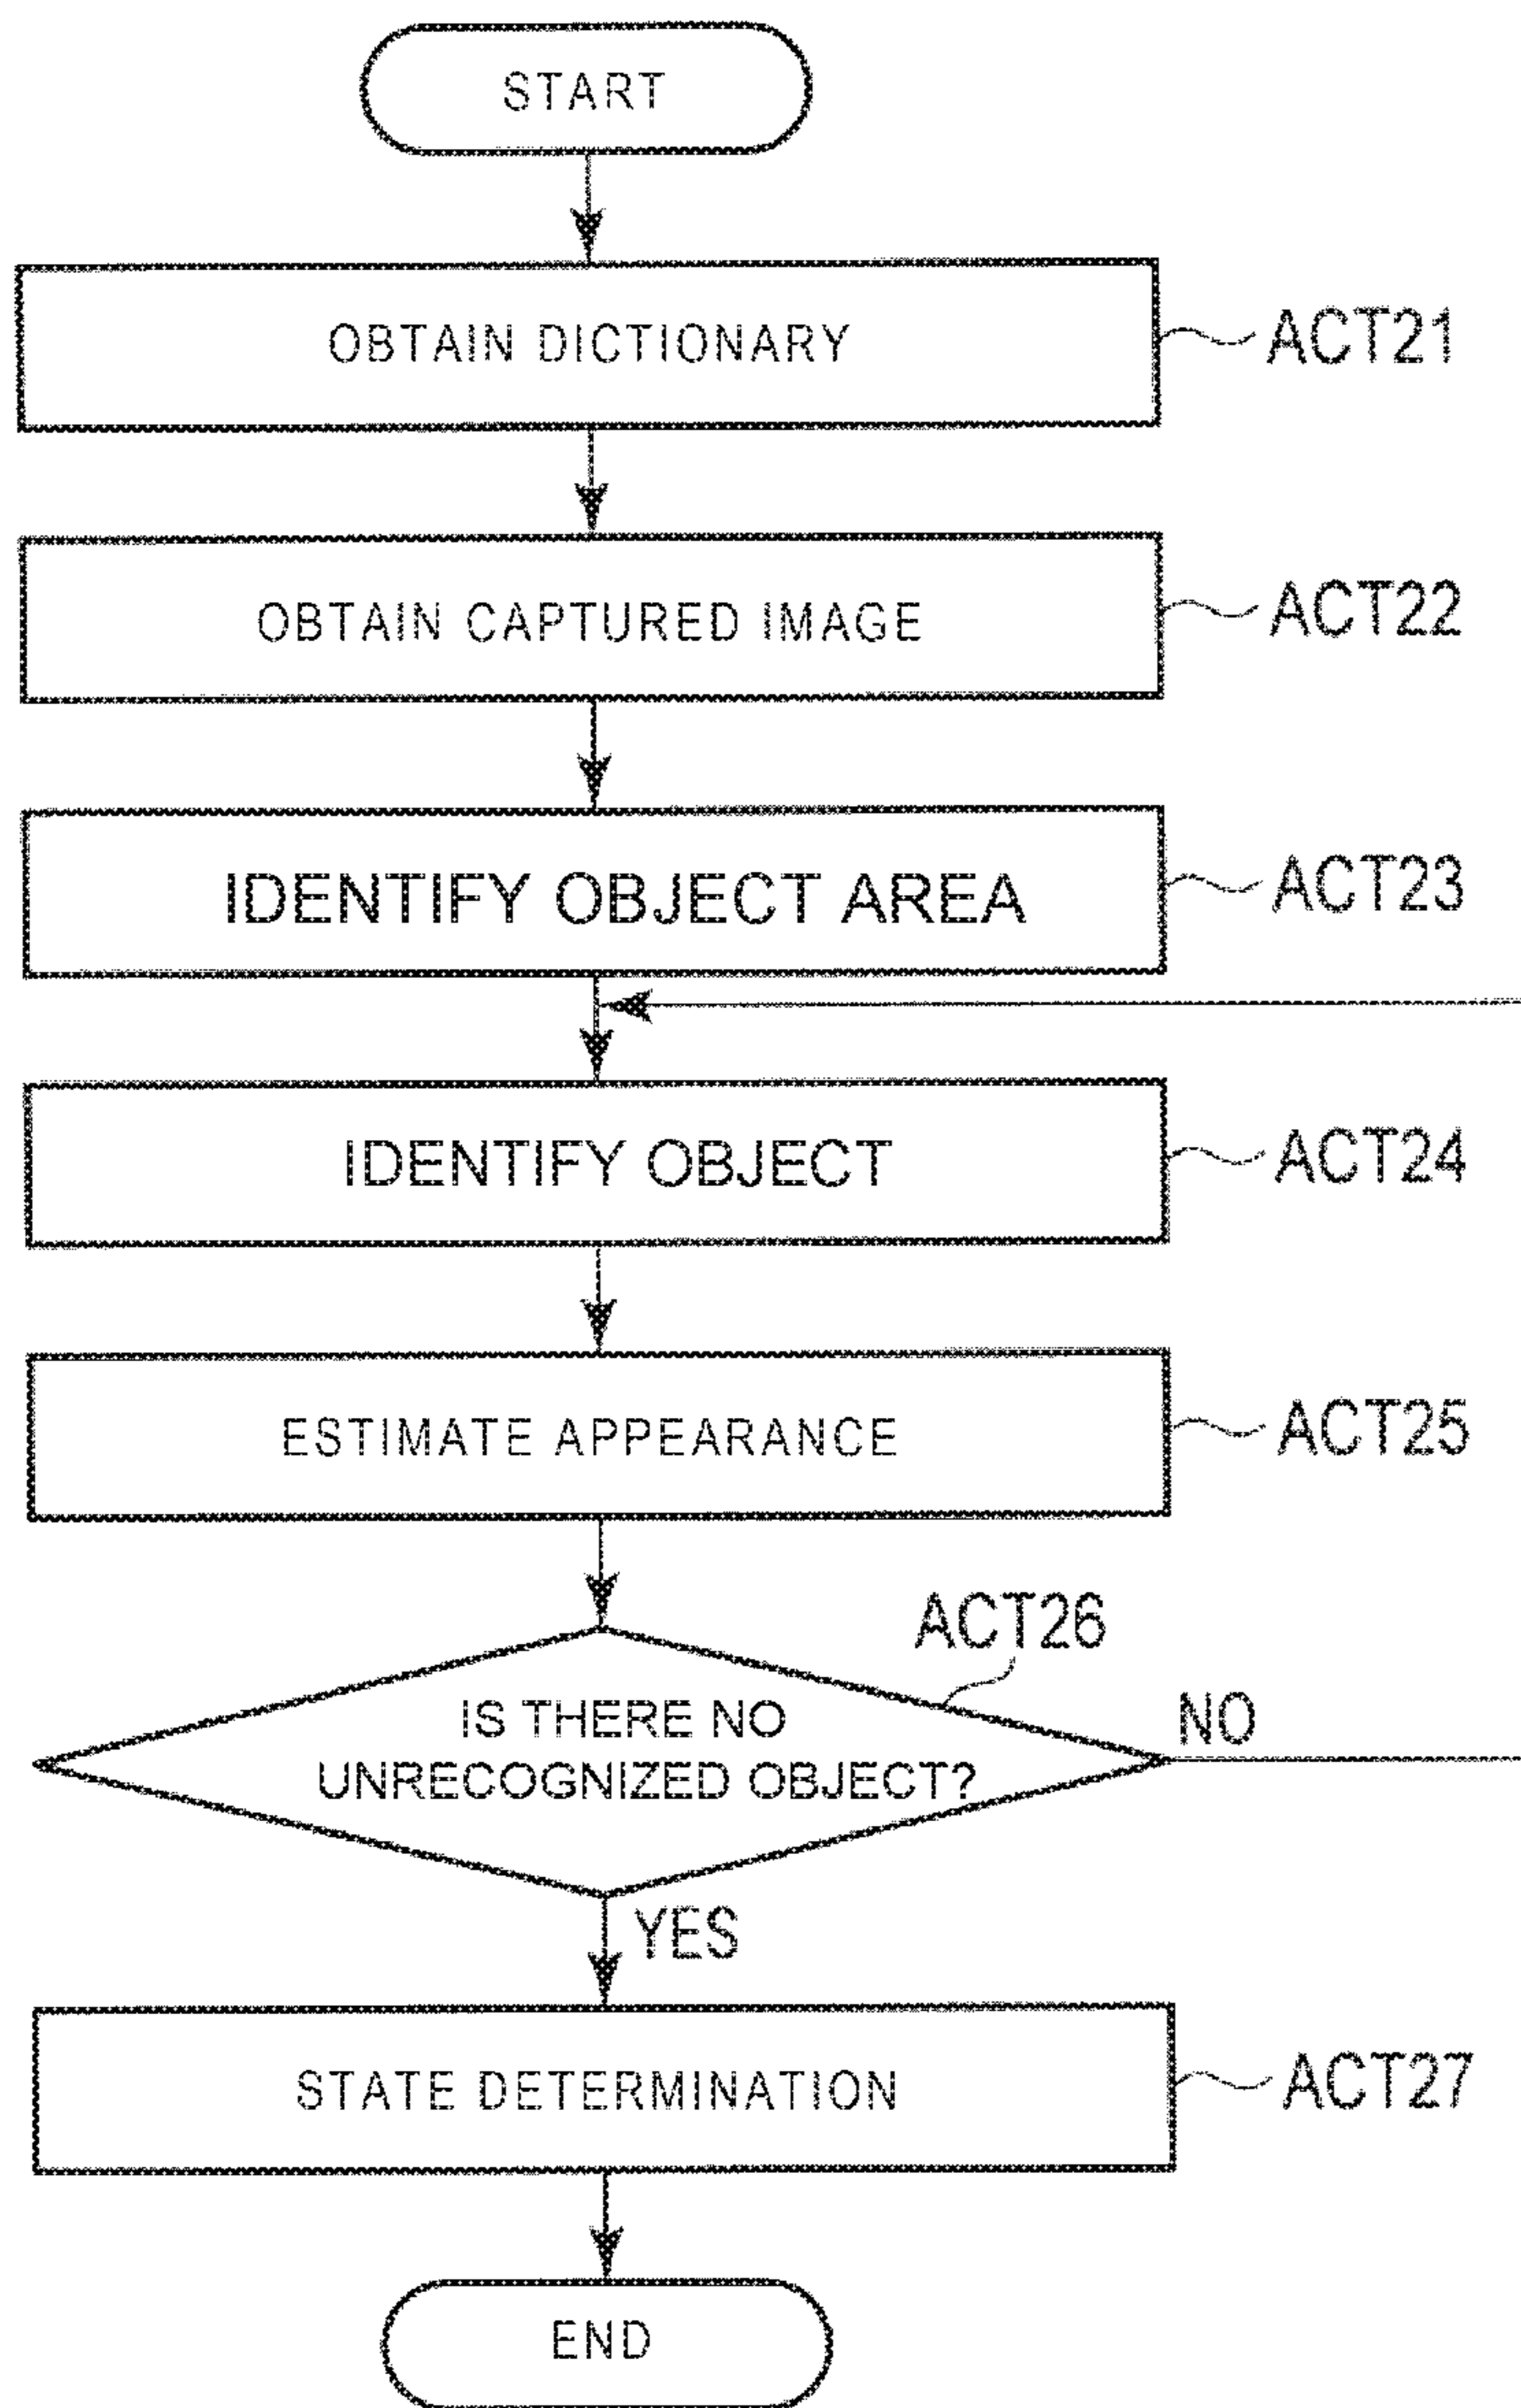 START
OBTAIN DICTIONARY
ACT21
OBTAIN CAPTURED IMAGE
ACT22
IDENTIFY OBJECT AREA
ACT23
IDENTIFY OBJECT
ACT24
ESTIMATE APPEARANCE
ACT25
ACT26
IS THERE NO
UNRECOGNIZED OBJECT?
NO
YES
STATE DETERMINATION
ACT27
END